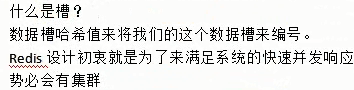 什么是槽？
数据槽哈希值来将我们的这个数据槽来编号。
Redis 设计初衷就是为了来满足系统的快速并发响应
势必会有集群